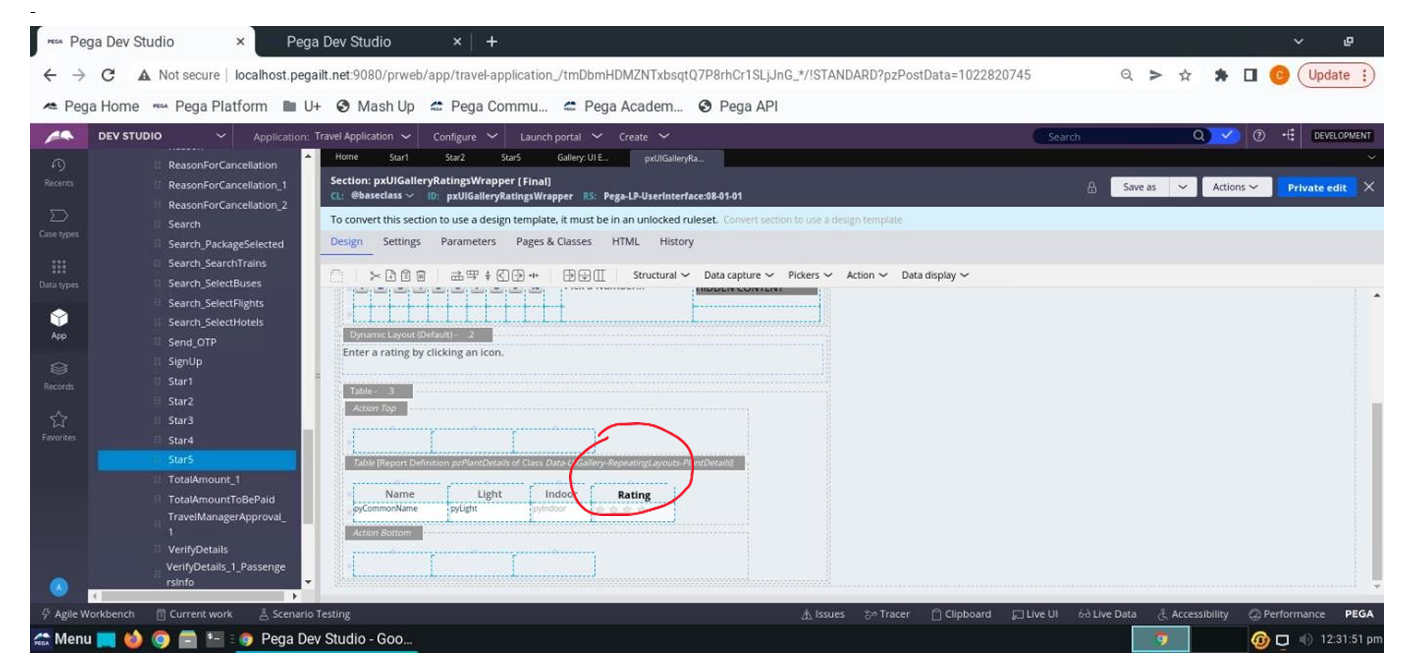 Pega Dev Studio × Pega Dev Studio × +
Not secure localhost.pegailt.net:9080/prweb/app/travel-application_/tmDbmHDMZNTxbsqtQ7P8rhCr1SLjJnG_*/!STANDARD?pzPostData=1022820745
Update
Pega Home Pega Platform U+ Mash Up Pega Commu... Pega Academ... Pega API
DEV STUDIO Application: Travel Application Configure Launch portal Create Search DEVELOPMENT
Recents
Case types
Data types
App
Records
Favorites
ReasonForCancellation
ReasonForCancellation_1
ReasonForCancellation_2
Search
Search_PackageSelected
Search_SearchTrains
Search_SelectBuses
Search_SelectFlights
Search_SelectHotels
Send_OTP
SignUp
Star1
Star2
Star3
Star4
Star5
TotalAmount_1
TotalAmountToBePaid
TravelManagerApproval_
1
VerifyDetails
VerifyDetails_1_Passenge
rsInfo
Home Start1 Star2 Star5 Gallery: UI E... pxUIGalleryRa...
Section: pxUIGalleryRatingsWrapper [Final]
CL: @baseclass ID: pxUIGalleryRatingsWrapper RS: Pega-LP-UserInterface:08-01-01
Save as Actions Private edit
To convert this section to use a design template, it must be in an unlocked ruleset. Convert section to use a design template
Design Settings Parameters Pages & Classes HTML History
Structural Data capture Pickers Action Data display
Dynamic Layout (Default) - .2
Enter a rating by clicking an icon.
Table - .3
Action Top
Table [Report Definition pzPlantDetails of Class Data-UIGallery-RepeatingLayouts-PlantDetails]
Name Light Indoor Rating
pyCommonName pyLight pyIndoor
Action Bottom
A
Agile Workbench Current work Scenario Testing Issues Tracer Clipboard Live UI Live Data Accessibility Performance PEGA
Menu Pega Dev Studio - Goo... 12:31:51 pm